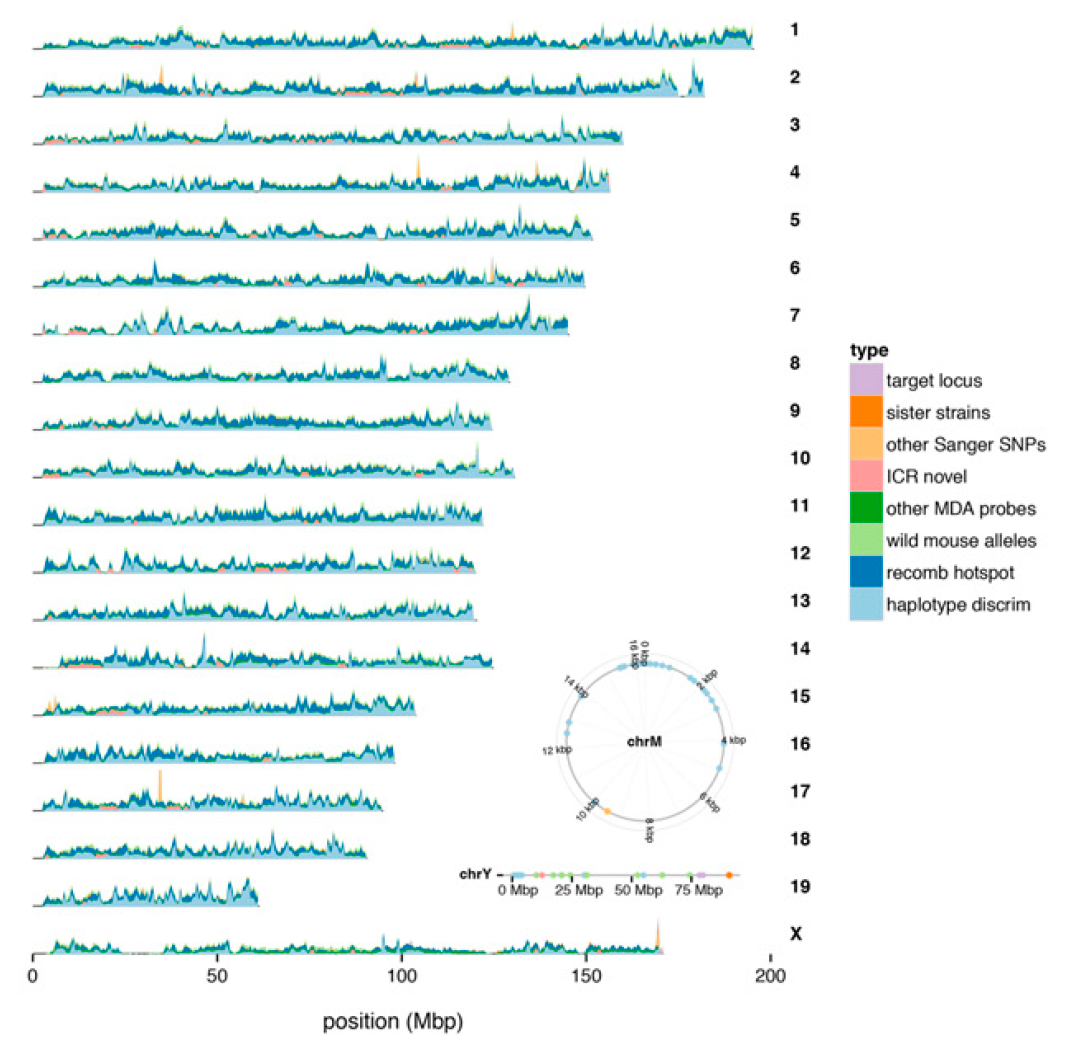 1
2
3
4
5
6
7
8
9
10
11
12
13
14
15
16
17
18
19
X
type
target locus
sister strains
other Sanger SNPs
ICR novel
other MDA probes
wild mouse alleles
recomb hotspot
haplotype discrim
16 kbp
0 kbp
2 kbp
4 kbp
6 kbp
8 kbp
10 kbp
12 kbp
14 kbp
chrM
chrY
0 Mbp 25 Mbp 50 Mbp 75 Mbp
0 50 100 150 200
position (Mbp)